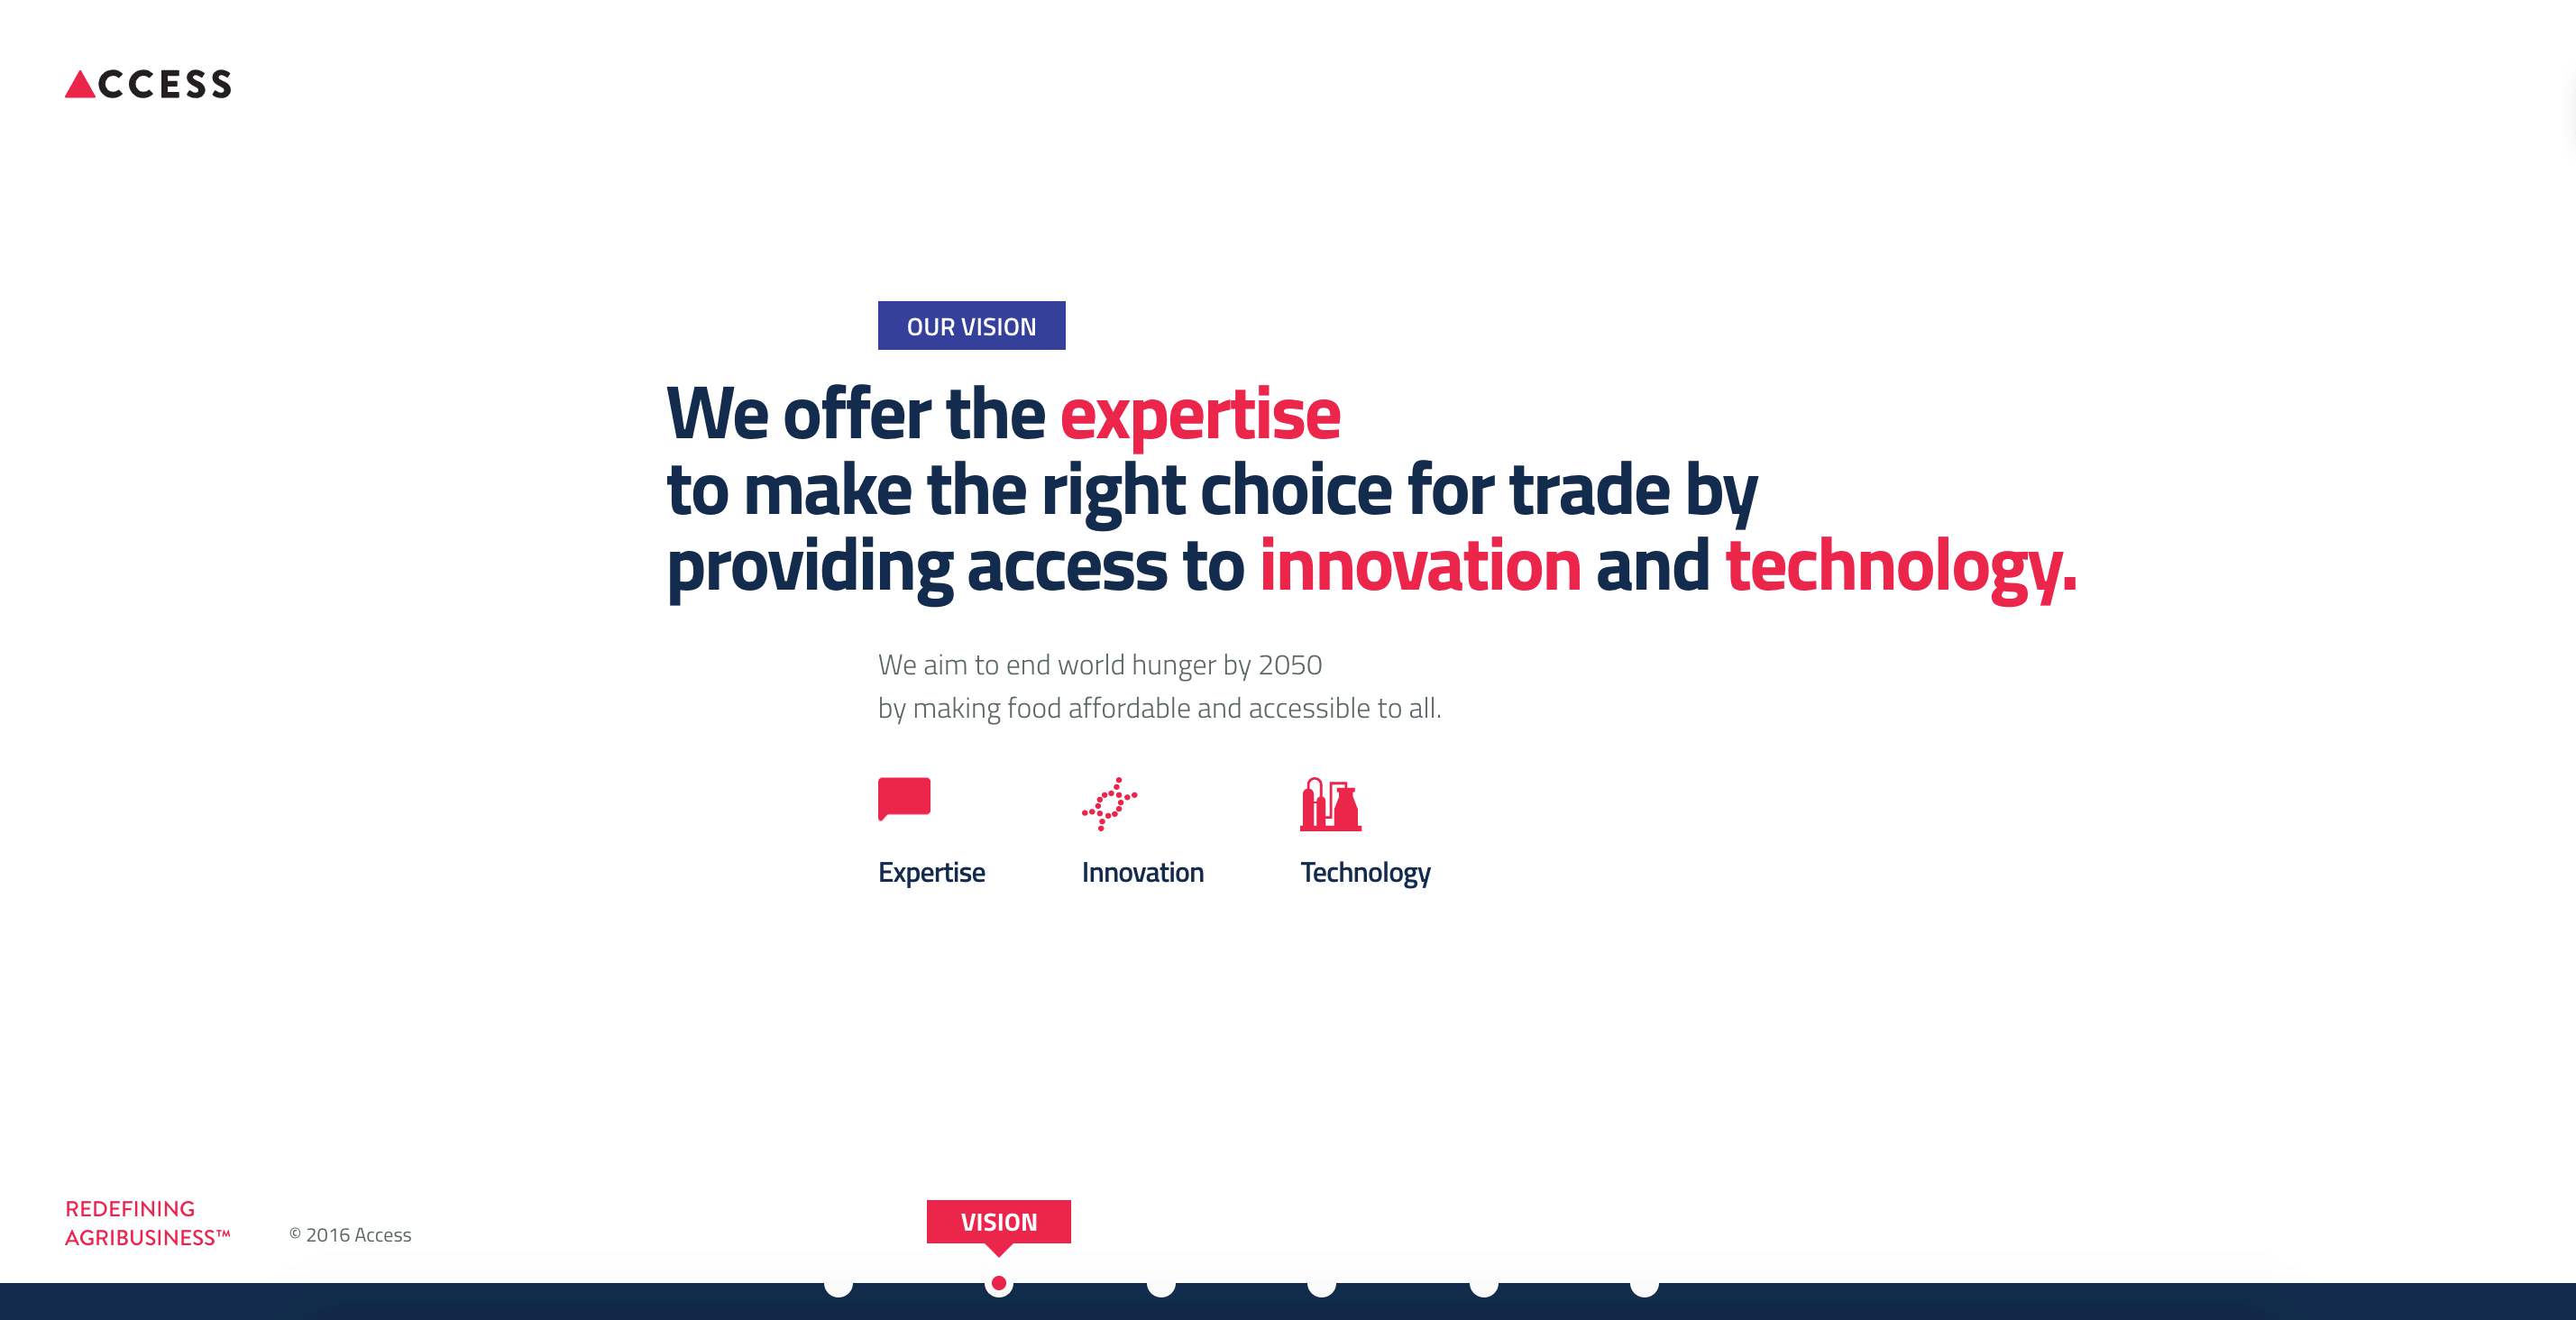 ACCESS
OUR VISION
We offer the expertise
to make the right choice for trade by
providing access to innovation and technology.
We aim to end world hunger by 2050
by making food affordable and accessible to all.
Expertise Innovation Technology
REDEFINING
AGRIBUSINESS™
© 2016 Access
VISION